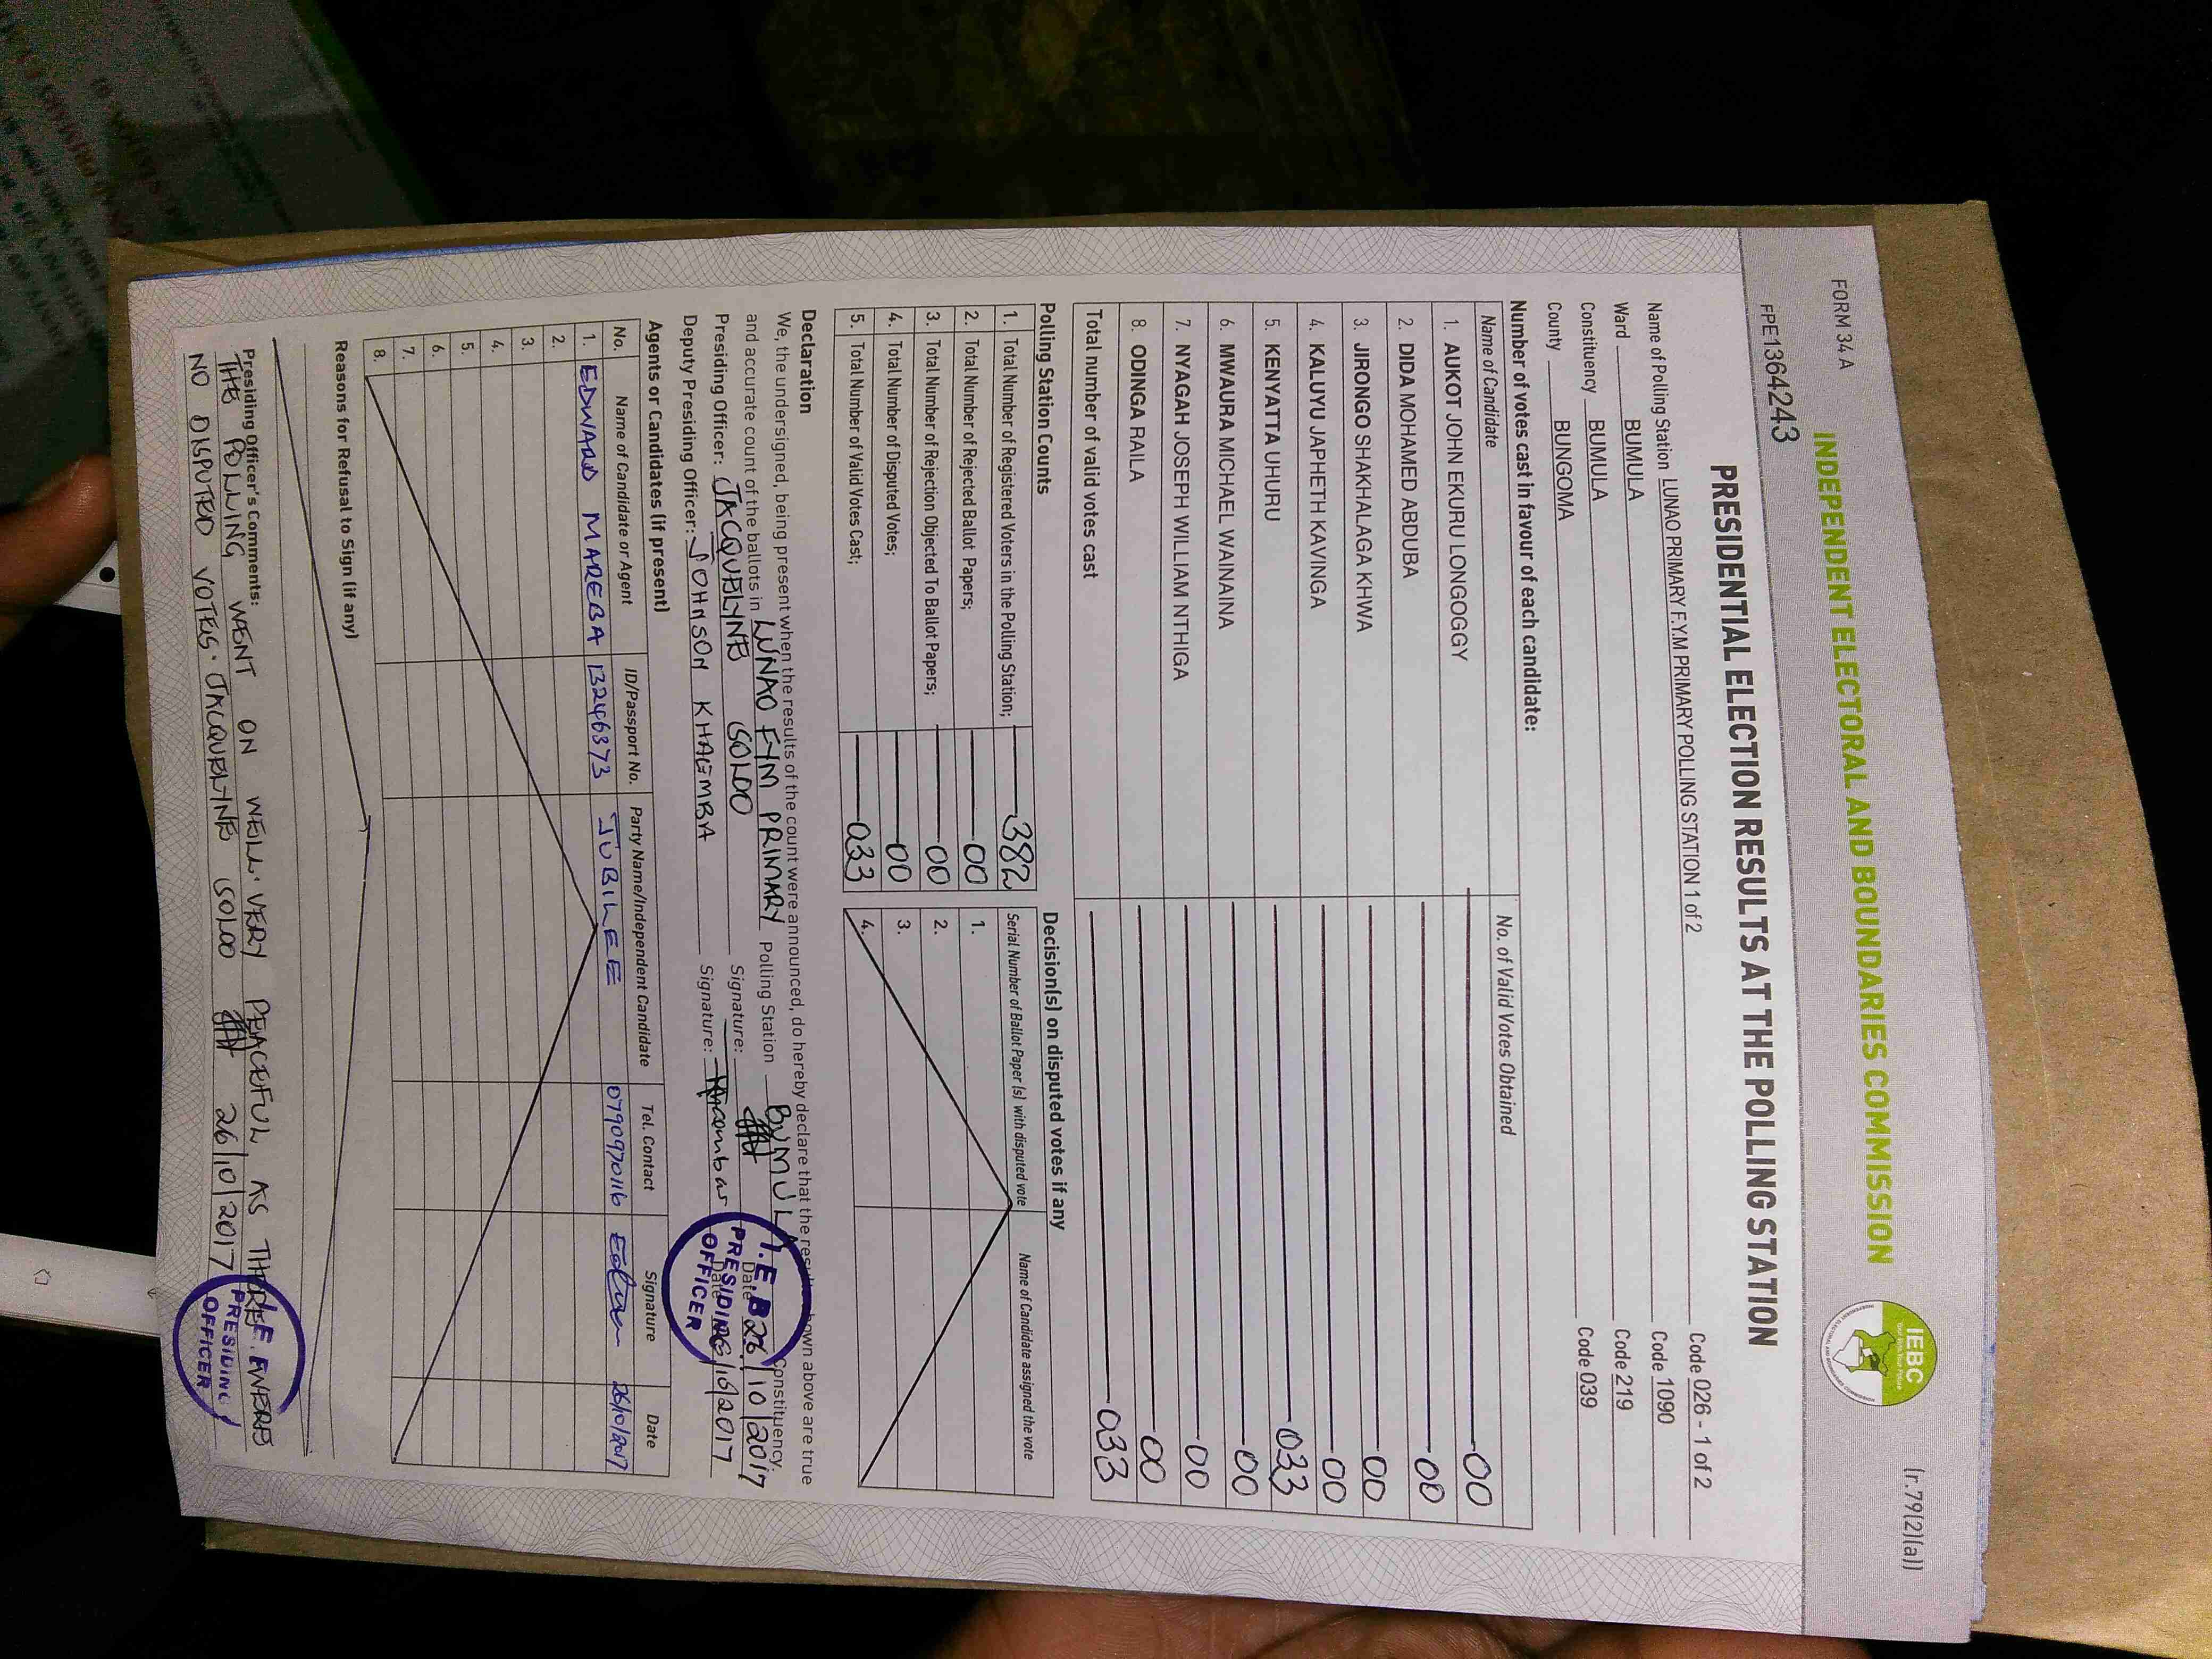 FORM 34 A
(r.79(2)(a))
INDEPENDENT ELECTORAL AND BOUNDARIES COMMISSION
IEBC
FPE1364243
PRESIDENTIAL ELECTION RESULTS AT THE POLLING STATION
Name of Polling Station LUNAO PRIMARY F.Y.M PRIMARY POLLING STATION 1 of 2 Code 026 - 1 of 2
Ward BUMULA Code 1090
Constituency BUMULA Code 219
County BUNGOMA Code 039
Number of votes cast in favour of each candidate:
Name of Candidate No. of Valid Votes Obtained
1. AUKOT JOHN EKURU LONGOGGY 00
2. DIDA MOHAMED ABDUBA 00
3. JIRONGO SHAKHALAGA KHWA 00
4. KALUYU JAPHETH KAVINGA 00
5. KENYATTA UHURU 033
6. MWAURA MICHAEL WAINAINA 00
7. NYAGAH JOSEPH WILLIAM NTHIGA 00
8. ODINGA RAILA 00
Total number of valid votes cast 033
Polling Station Counts
1. Total Number of Registered Voters in the Polling Station; 382
2. Total Number of Rejected Ballot Papers; 00
3. Total Number of Rejection Objected To Ballot Papers; 00
4. Total Number of Disputed Votes; 00
5. Total Number of Valid Votes Cast; 033
Decision(s) on disputed votes if any
Serial Number of Ballot Paper (s) with disputed vote Name of Candidate assigned the vote
1.
2.
3.
4.
Declaration
We, the undersigned, being present when the results of the count were announced, do hereby declare that the results shown above are true
and accurate count of the ballots in LUNAO FYM PRIMARY Polling Station BUMULA Constituency.
Presiding Officer: JACQUELYNE SOLDO Signature: Date 26/10/2017
Deputy Presiding Officer: JOHNSON KHAEMBA Signature: Date 26/10/2017
PRESIDING
OFFICER
Agents or Candidates (if present)
No. Name of Candidate or Agent ID/Passport No. Party Name/Independent Candidate Tel. Contact Signature Date
1. EDWARD MAREBA 13246373 JUBILEE 0790970116 26/10/2017
2.
3.
4.
5.
6.
7.
8.
Reasons for Refusal to Sign (if any)
Presiding Officer's Comments:
THE POLLING WENT ON WELL. VERY PEACEFUL AS THERE WERE
NO DISPUTED VOTES. JACQUELYNE SOLDO 26/10/2017
PRESIDING
OFFICER